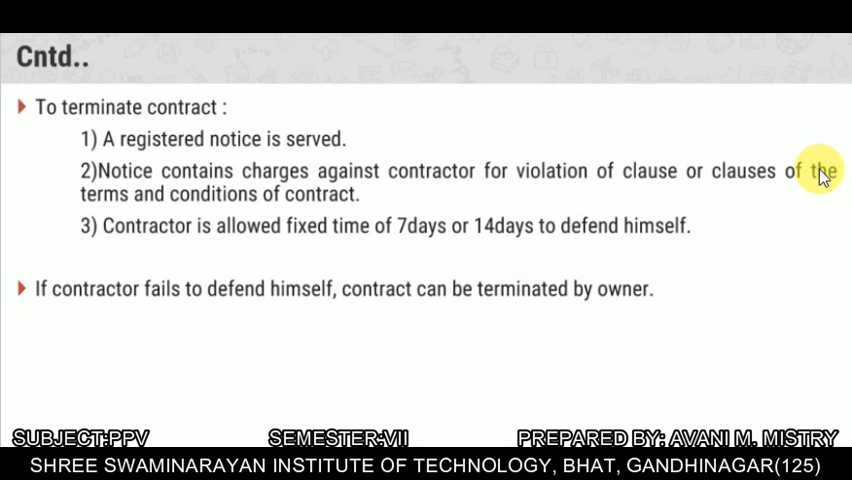 Cntd..
To terminate contract :
1) A registered notice is served.
2)Notice contains charges against contractor for violation of clause or clauses of the
terms and conditions of contract.
3) Contractor is allowed fixed time of 7days or 14days to defend himself.
If contractor fails to defend himself, contract can be terminated by owner.
SUBJECT:PPV SEMESTER:VII PREPARED BY: AVANI M. MISTRY
SHREE SWAMINARAYAN INSTITUTE OF TECHNOLOGY, BHAT, GANDHINAGAR(125)